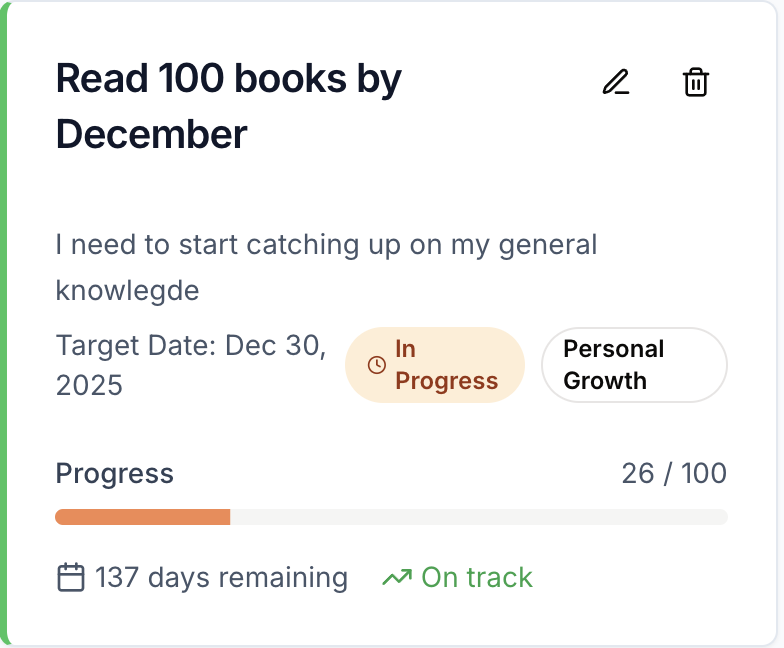 Read 100 books by
December
I need to start catching up on my general
knowlegde
Target Date: Dec 30,
2025
In
Progress
Personal
Growth
Progress
26 / 100
137 days remaining
On track